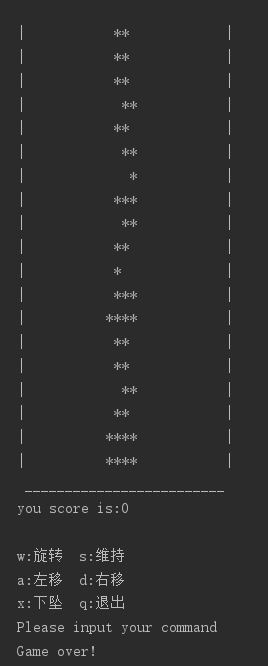 |           **            |
|           **            |
|           **            |
|            **           |
|           **            |
|            **           |
|             *           |
|           ***           |
|            **           |
|           **            |
|           *             |
|           ***           |
|          ****           |
|           **            |
|           **            |
|            **           |
|           **            |
|          ****           |
|          ****           |
 _________________________
you score is:0
w:旋转  s:维持
a:左移  d:右移
x:下坠  q:退出
Please input your command
Game over!